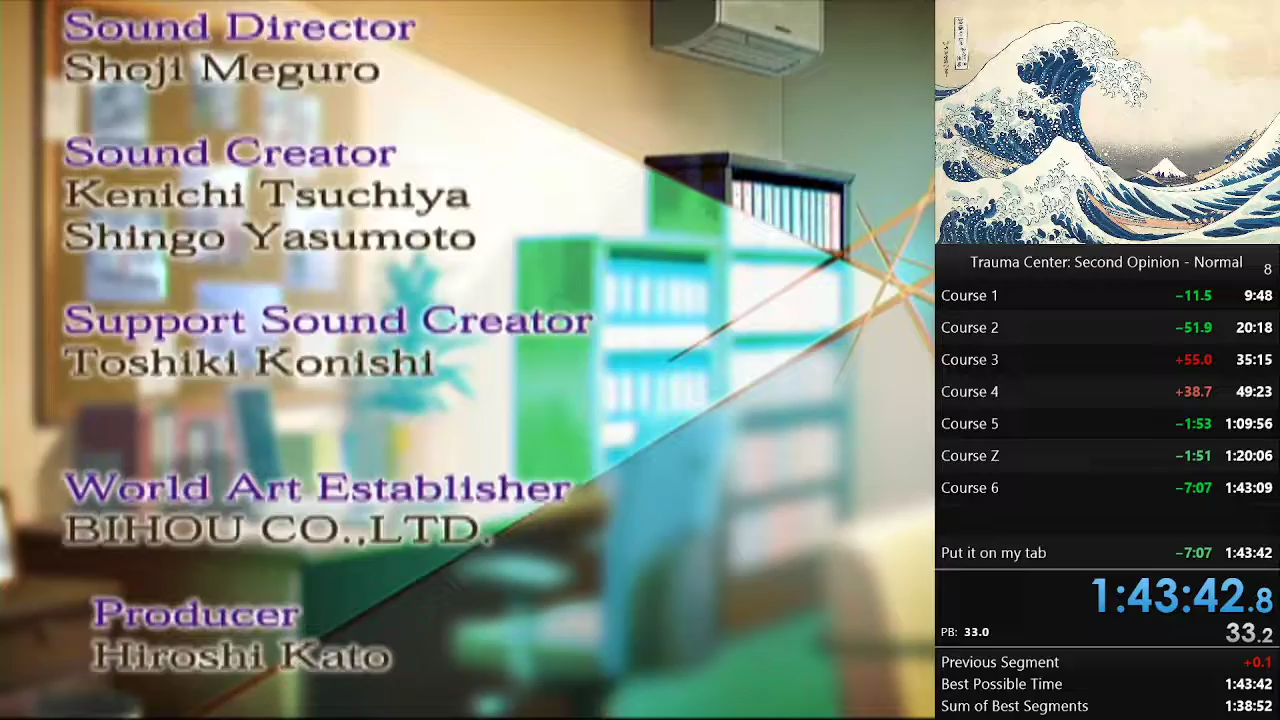 Sound Director
Shoji Meguro
Sound Creator
Kenichi Tsuchiya
Shingo Yasumoto
Support Sound Creator
Toshiki Konishi
World Art Establisher
BIHOU CO.,LTD.
Producer
Hiroshi Kato
Trauma Center: Second Opinion - Normal 8
Course 1 −11.5 9:48
Course 2 −51.9 20:18
Course 3 +55.0 35:15
Course 4 +38.7 49:23
Course 5 −1:53 1:09:56
Course Z −1:51 1:20:06
Course 6 −7:07 1:43:09
Put it on my tab −7:07 1:43:42
1:43:42.8
PB: 33.0 33.2
Previous Segment +0.1
Best Possible Time 1:43:42
Sum of Best Segments 1:38:52